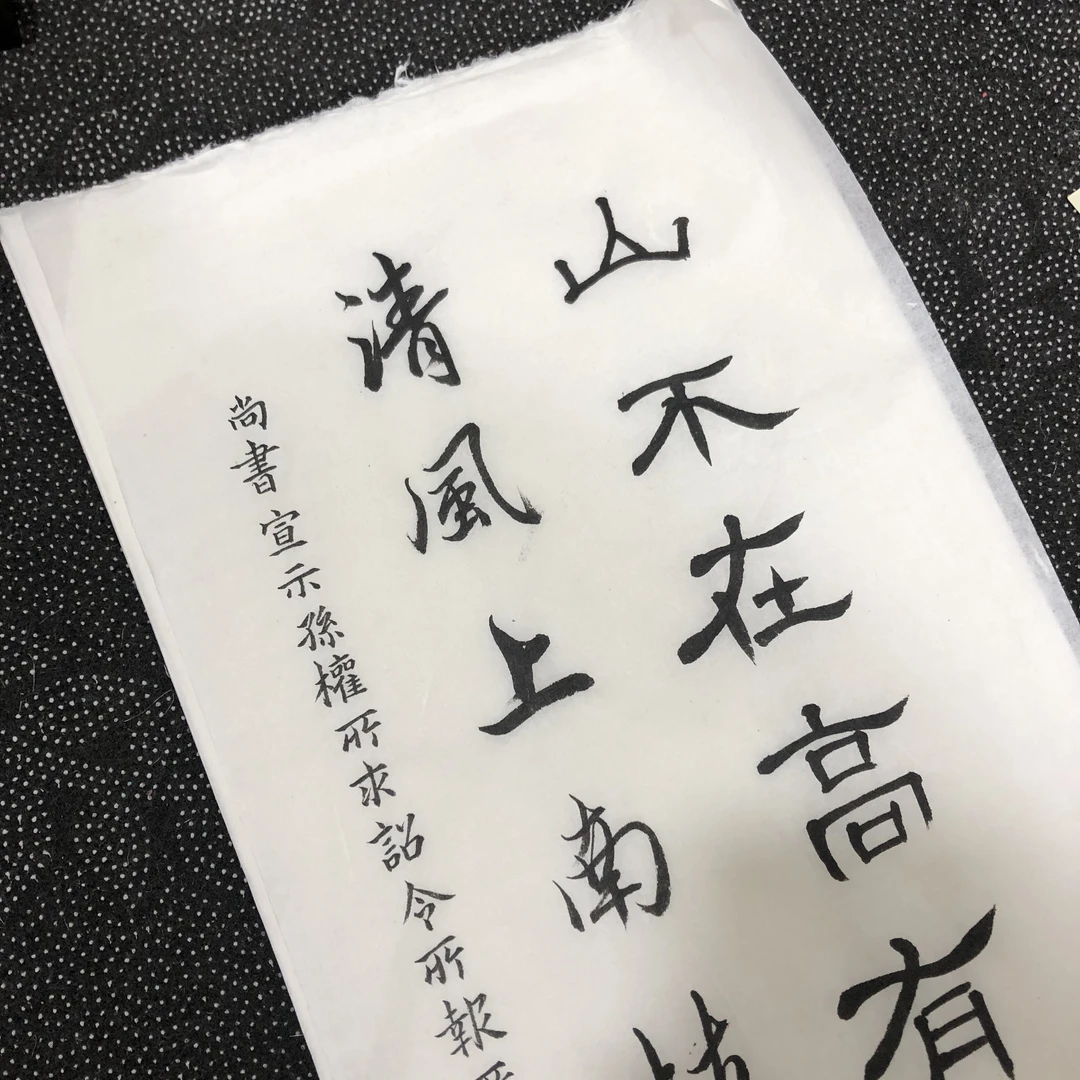 山不在高有
清風上南
尚書宣示孫權所求詔令所報